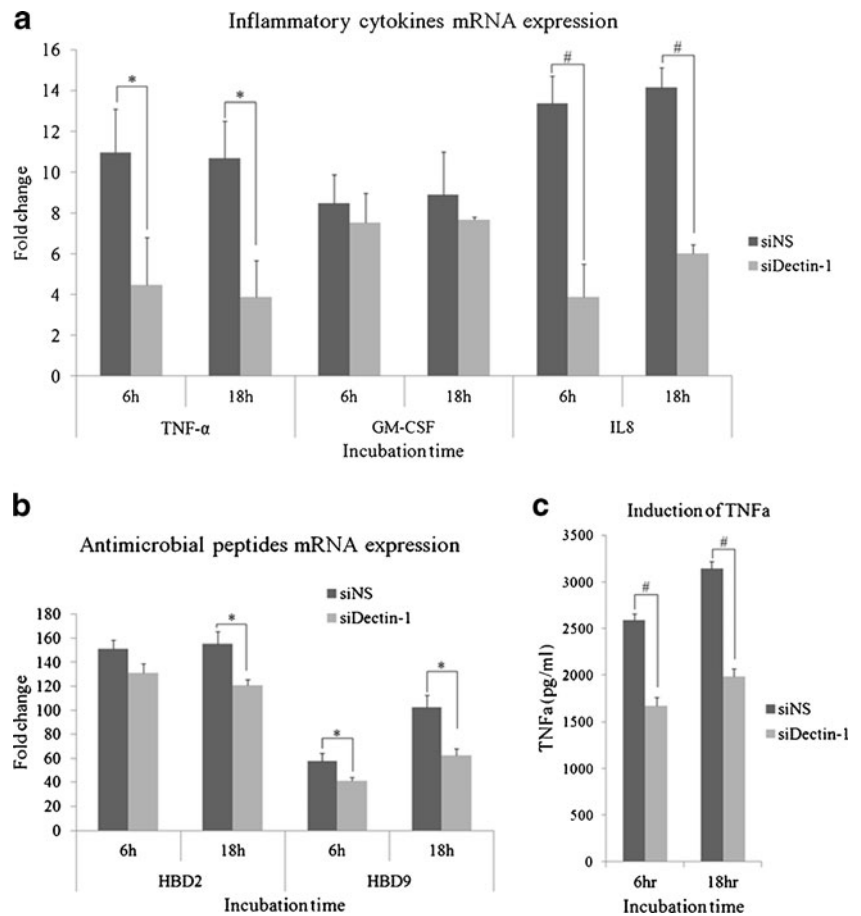 a
Inflammatory cytokines mRNA expression
16
14
12
10
8
6
4
2
0
Fold change
*
*
#
#
siNS
siDectin-1
6h 18h 6h 18h 6h 18h
TNF-α GM-CSF IL8
Incubation time
b
Antimicrobial peptides mRNA expression
siNS
siDectin-1
180
160
140
120
100
80
60
40
20
0
Fold change
*
*
*
6h 18h 6h 18h
HBD2 HBD9
Incubation time
c
Induction of TNFa
3500
3000
2500
2000
1500
1000
500
0
TNFa (pg/ml)
#
#
siNS
siDectin-1
6hr 18hr
Incubation time